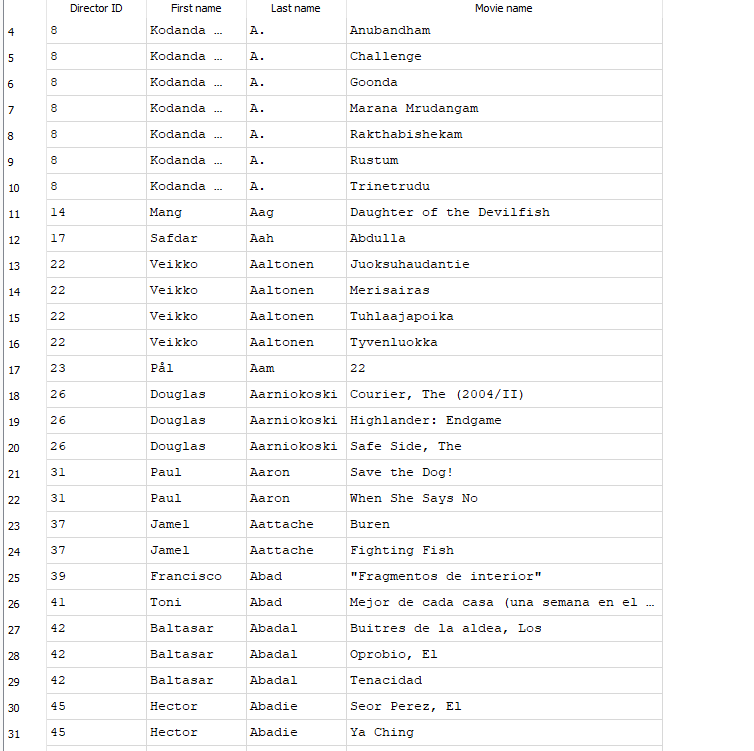 Director ID First name Last name Movie name
4 8 Kodanda … A. Anubandham
5 8 Kodanda … A. Challenge
6 8 Kodanda … A. Goonda
7 8 Kodanda … A. Marana Mrudangam
8 8 Kodanda … A. Rakthabishekam
9 8 Kodanda … A. Rustum
10 8 Kodanda … A. Trinetrudu
11 14 Mang Aag Daughter of the Devilfish
12 17 Safdar Aah Abdulla
13 22 Veikko Aaltonen Juoksuhaudantie
14 22 Veikko Aaltonen Merisairas
15 22 Veikko Aaltonen Tuhlaajapoika
16 22 Veikko Aaltonen Tyvenluokka
17 23 Pål Aam 22
18 26 Douglas Aarniokoski Courier, The (2004/II)
19 26 Douglas Aarniokoski Highlander: Endgame
20 26 Douglas Aarniokoski Safe Side, The
21 31 Paul Aaron Save the Dog!
22 31 Paul Aaron When She Says No
23 37 Jamel Aattache Buren
24 37 Jamel Aattache Fighting Fish
25 39 Francisco Abad "Fragmentos de interior"
26 41 Toni Abad Mejor de cada casa (una semana en el …
27 42 Baltasar Abadal Buitres de la aldea, Los
28 42 Baltasar Abadal Oprobio, El
29 42 Baltasar Abadal Tenacidad
30 45 Hector Abadie Seor Perez, El
31 45 Hector Abadie Ya Ching